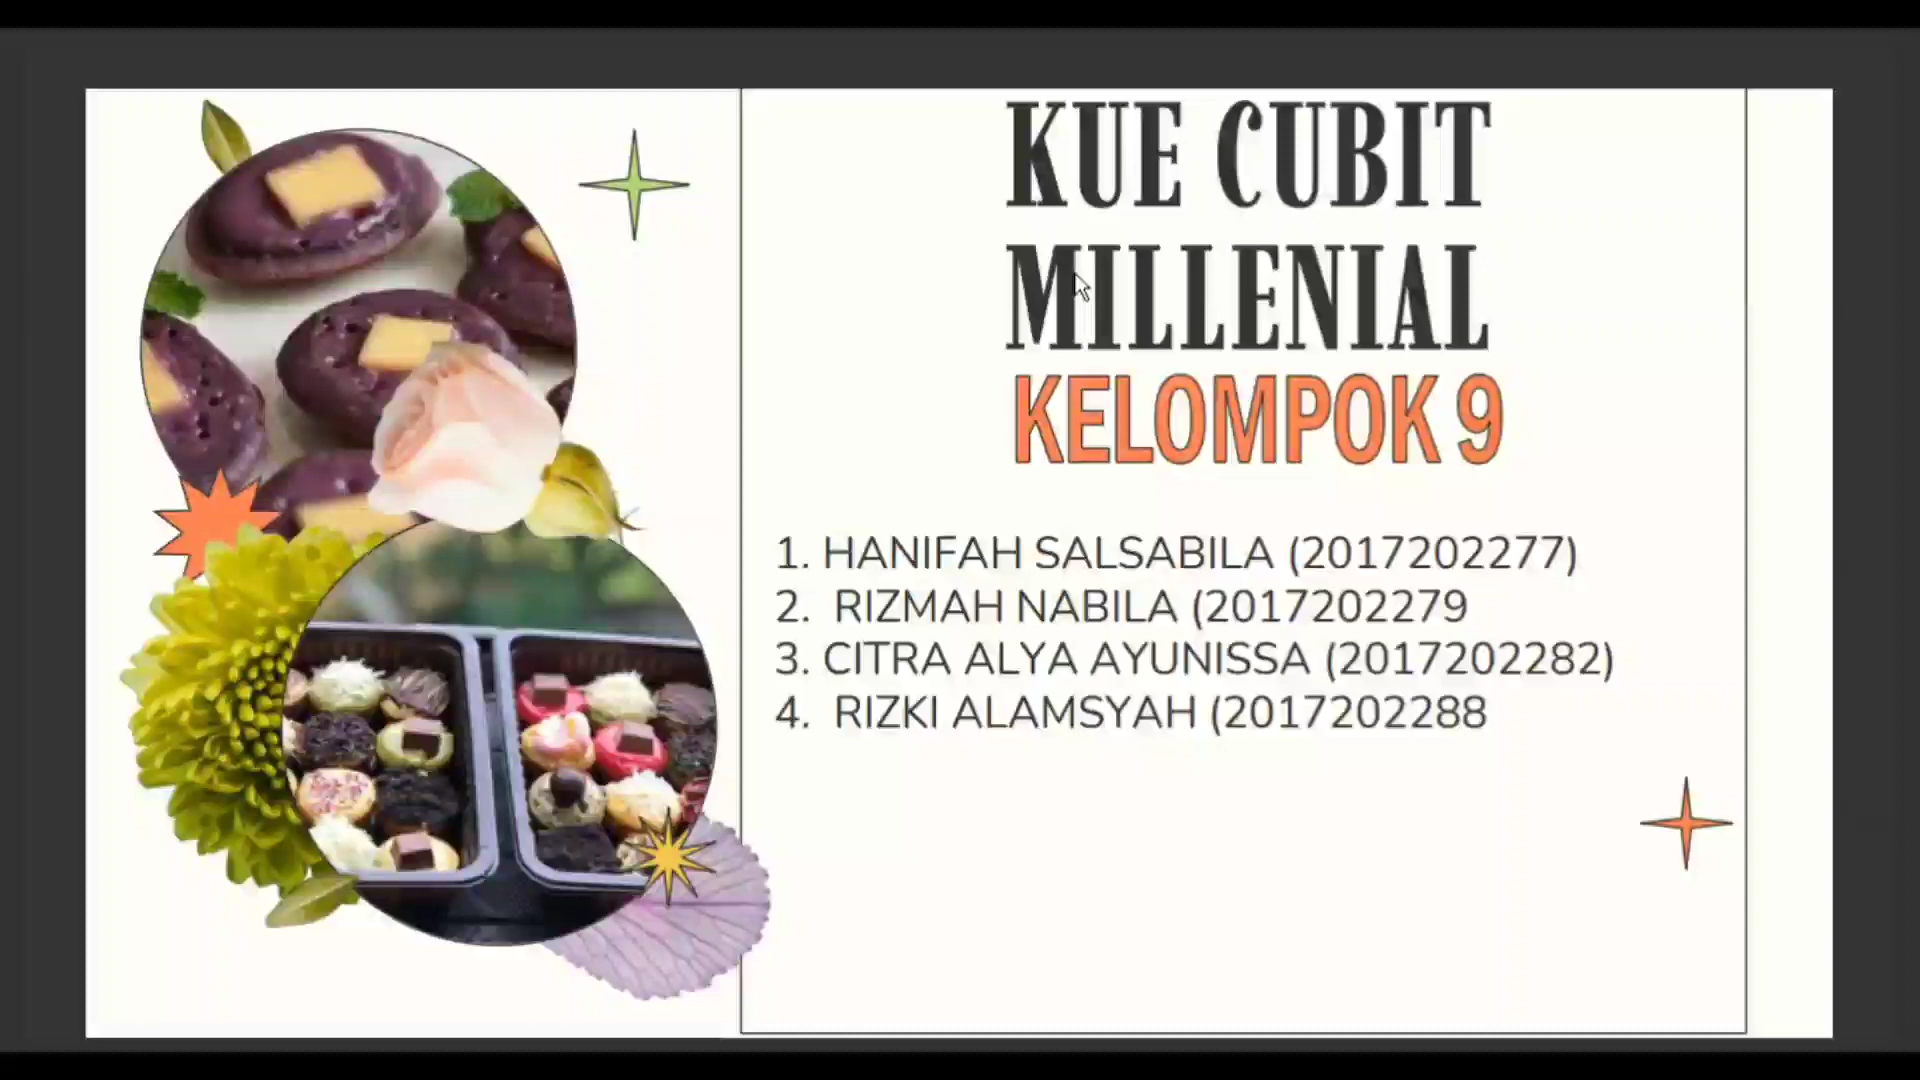 KUE CUBIT
MILLENIAL
KELOMPOK 9
1. HANIFAH SALSABILA (2017202277)
2. RIZMAH NABILA (2017202279
3. CITRA ALYA AYUNISSA (2017202282)
4. RIZKI ALAMSYAH (2017202288